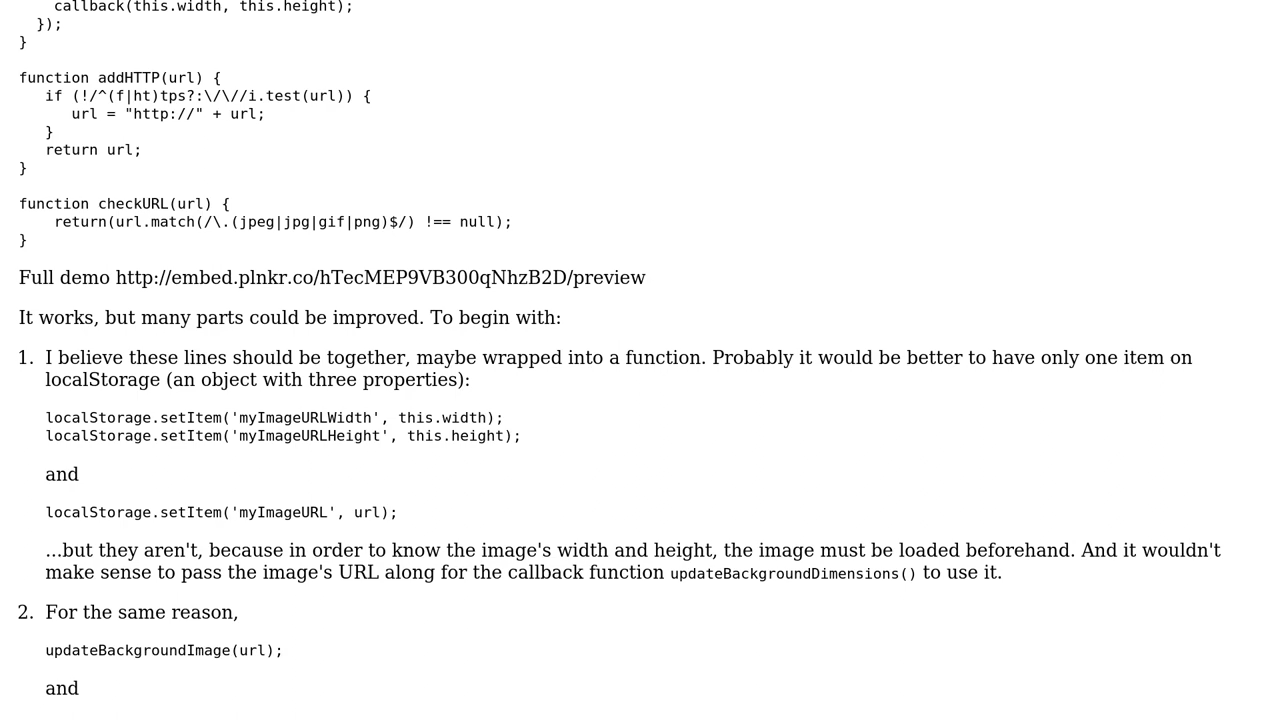 callback(this.width, this.height);
});
}
function addHTTP(url) {
if (!/^(f|ht)tps?:\/\//i.test(url)) {
url = "http://" + url;
}
return url;
}
function checkURL(url) {
return(url.match(/\.(jpeg|jpg|gif|png)$/) !== null);
}
Full demo http://embed.plnkr.co/hTecMEP9VB300qNhzB2D/preview
It works, but many parts could be improved. To begin with:
1. I believe these lines should be together, maybe wrapped into a function. Probably it would be better to have only one item on
localStorage (an object with three properties):
localStorage.setItem('myImageURLWidth', this.width);
localStorage.setItem('myImageURLHeight', this.height);
and
localStorage.setItem('myImageURL', url);
...but they aren't, because in order to know the image's width and height, the image must be loaded beforehand. And it wouldn't
make sense to pass the image's URL along for the callback function updateBackgroundDimensions() to use it.
2. For the same reason,
updateBackgroundImage(url);
and